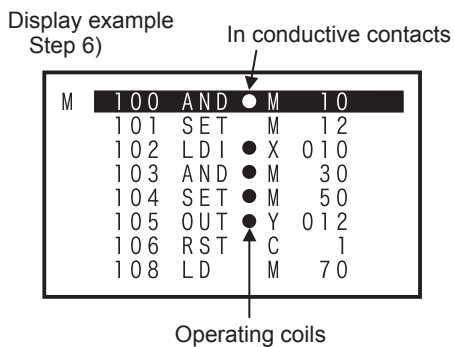 Display example
Step 6)
In conductive contacts
M 100 AND M 10
101 SET M 12
102 LDI X 010
103 AND M 30
104 SET M 50
105 OUT Y 012
106 RST C 1
108 LD M 70
Operating coils